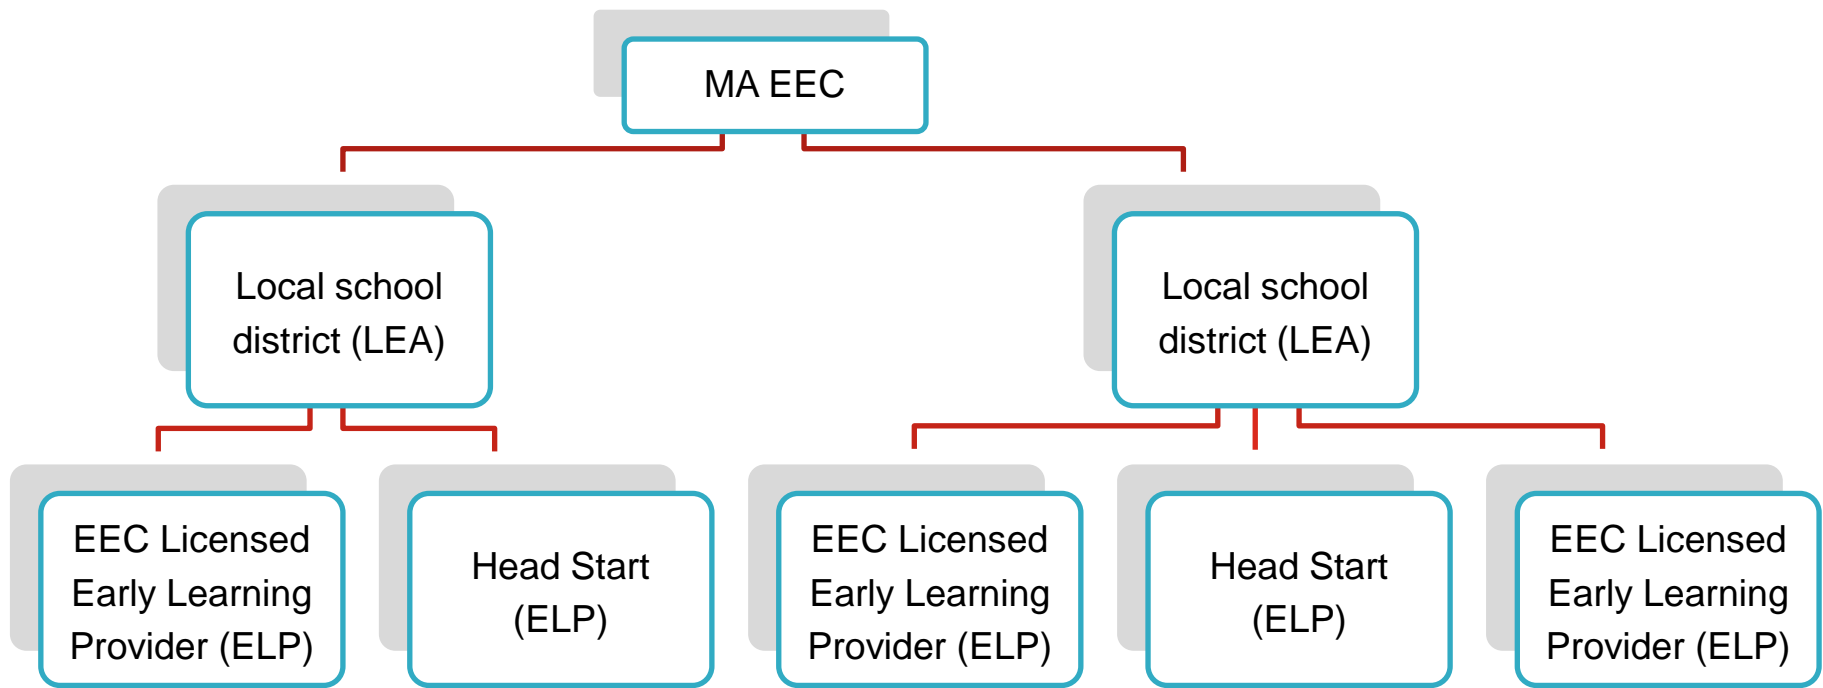 MA EEC
Local school
district (LEA)
Local school
district (LEA)
EEC Licensed
Early Learning
Provider (ELP)
Head Start
(ELP)
EEC Licensed
Early Learning
Provider (ELP)
Head Start
(ELP)
EEC Licensed
Early Learning
Provider (ELP)